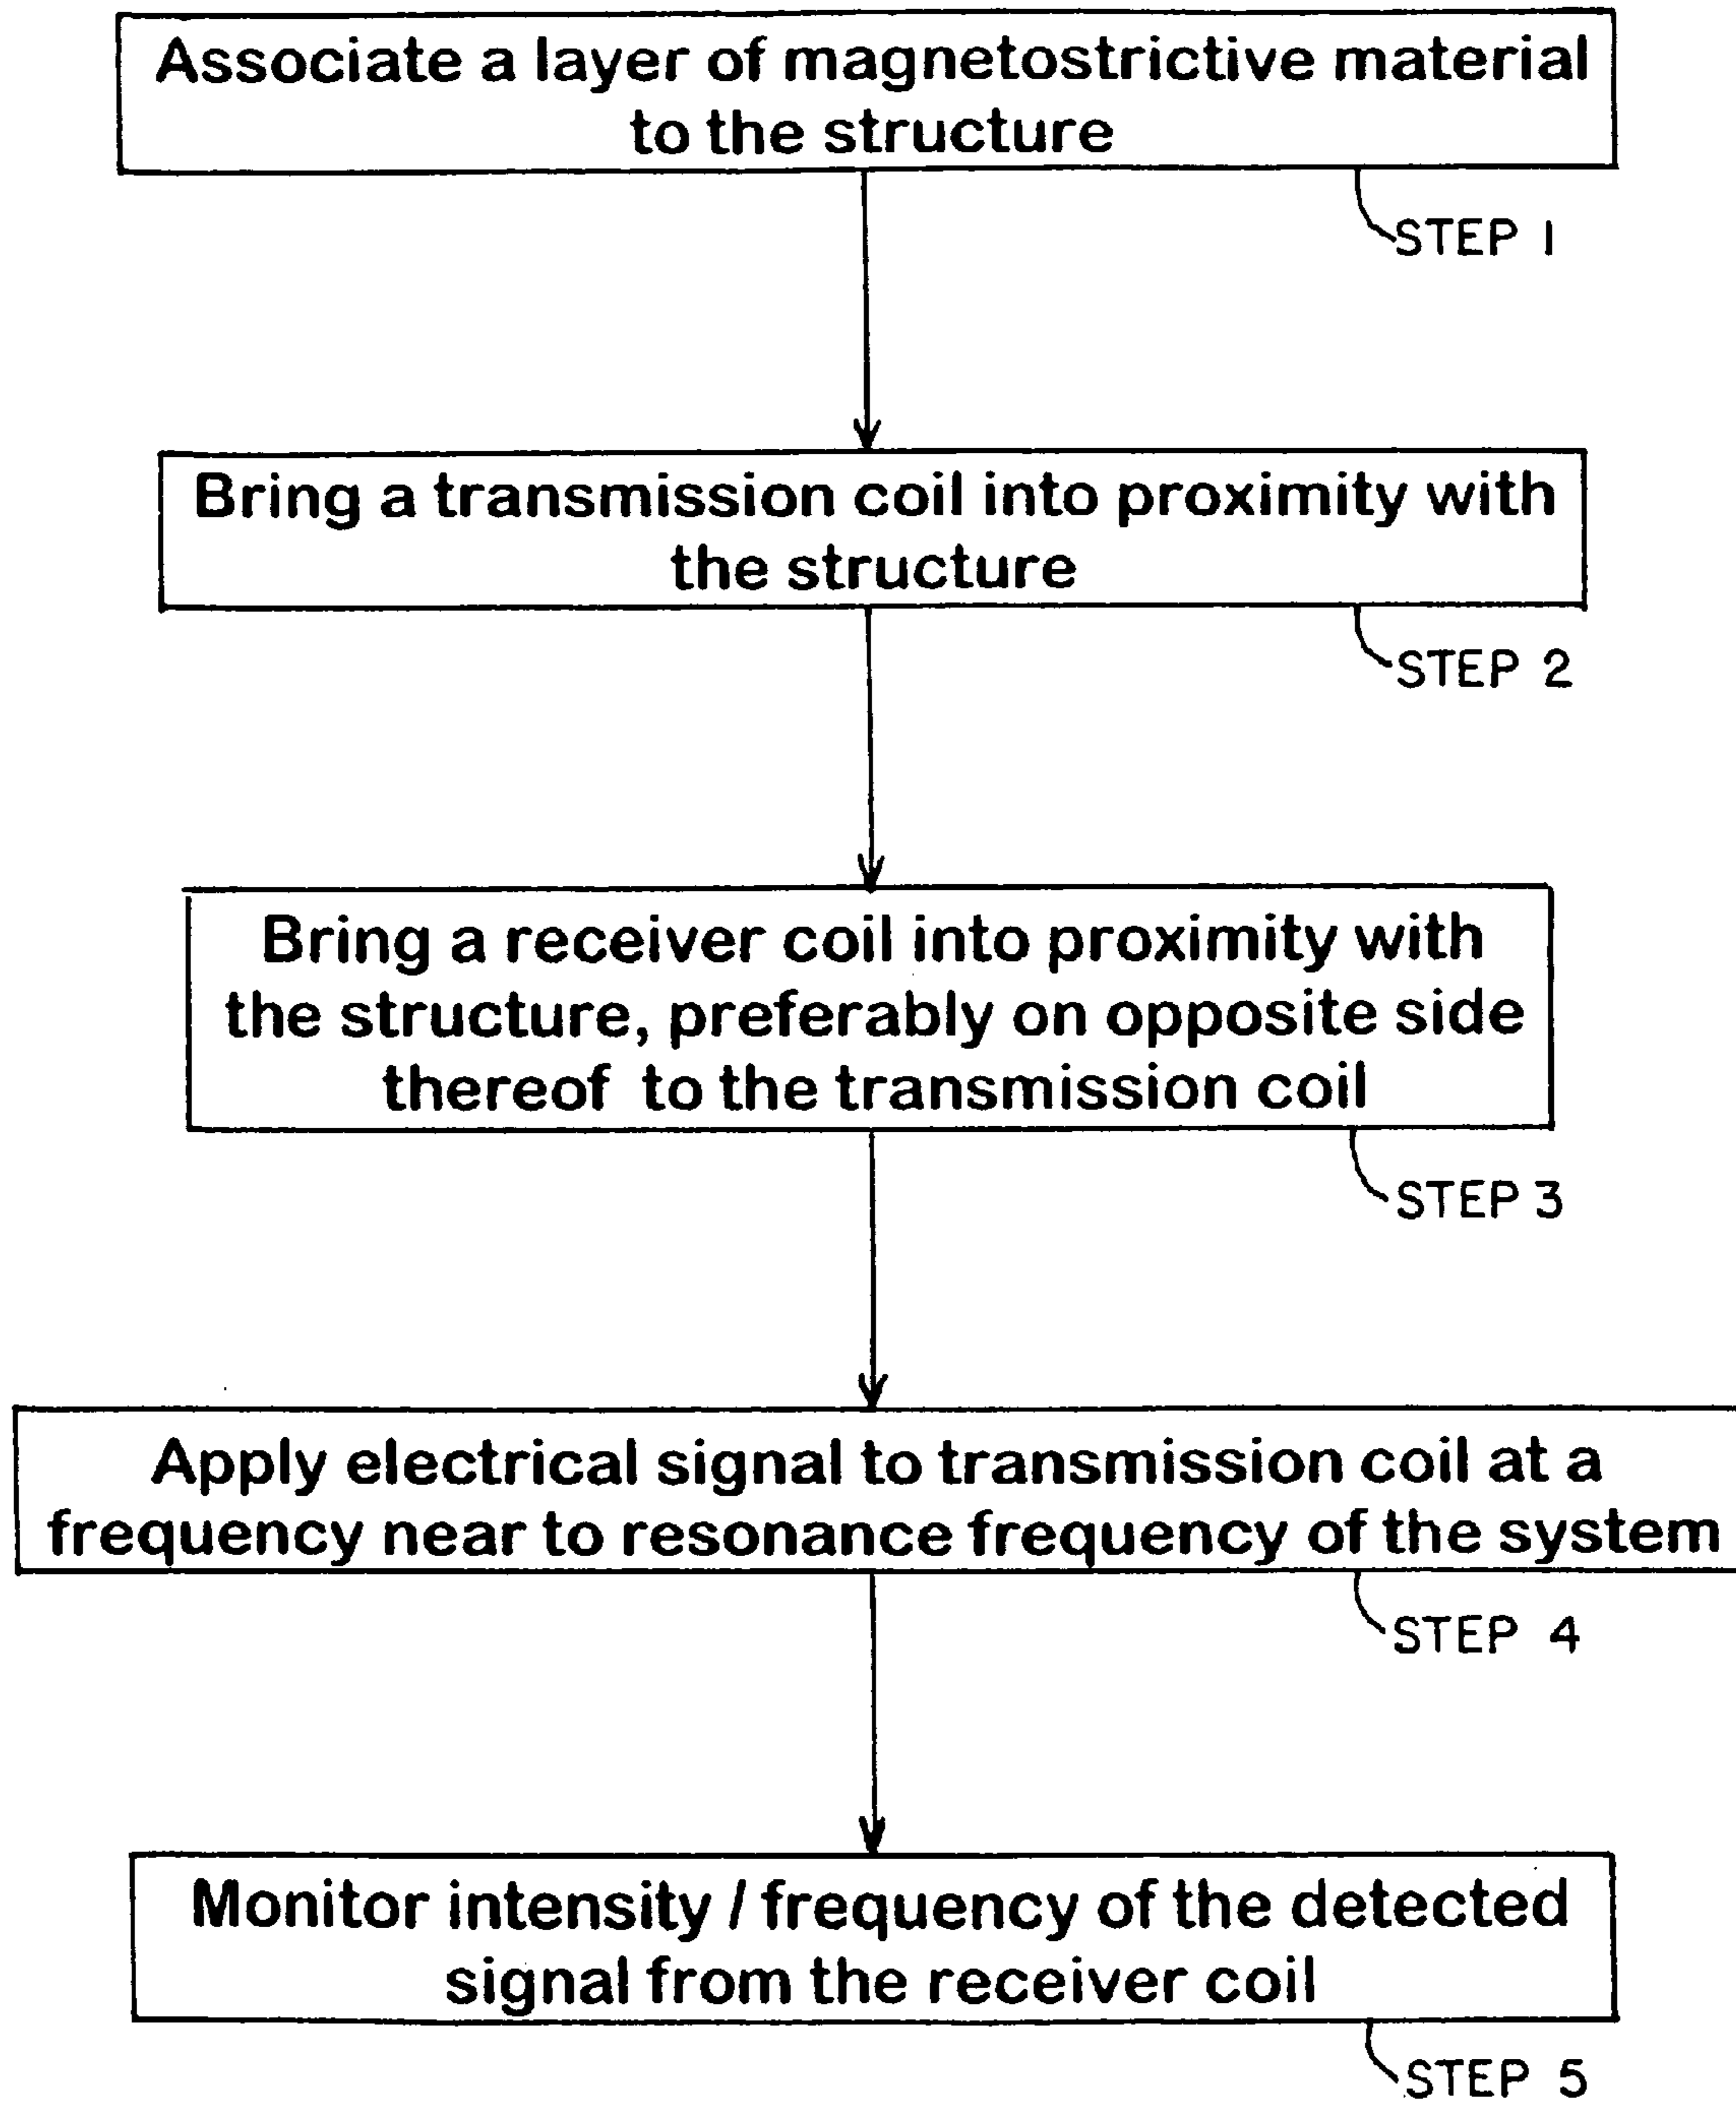 Associate a layer of magnetostrictive material
to the structure
STEP 1
Bring a transmission coil into proximity with
the structure
STEP 2
Bring a receiver coil into proximity with
the structure, preferably on opposite side
thereof to the transmission coil
STEP 3
Apply electrical signal to transmission coil at a
frequency near to resonance frequency of the system
STEP 4
Monitor intensity / frequency of the detected
signal from the receiver coil
STEP 5